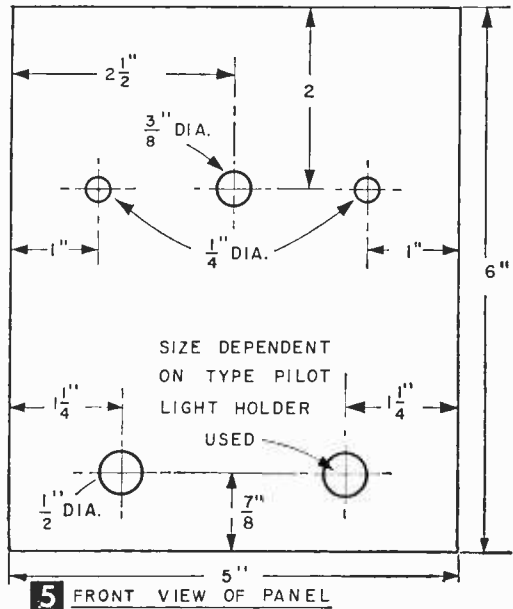 2 1/2"
2
3/8" DIA.
1/4" DIA.
1"
1"
6"
SIZE DEPENDENT
ON TYPE PILOT
LIGHT HOLDER
USED
1 1/4"
1 1/4"
1/2" DIA.
7/8"
5"
5 FRONT VIEW OF PANEL